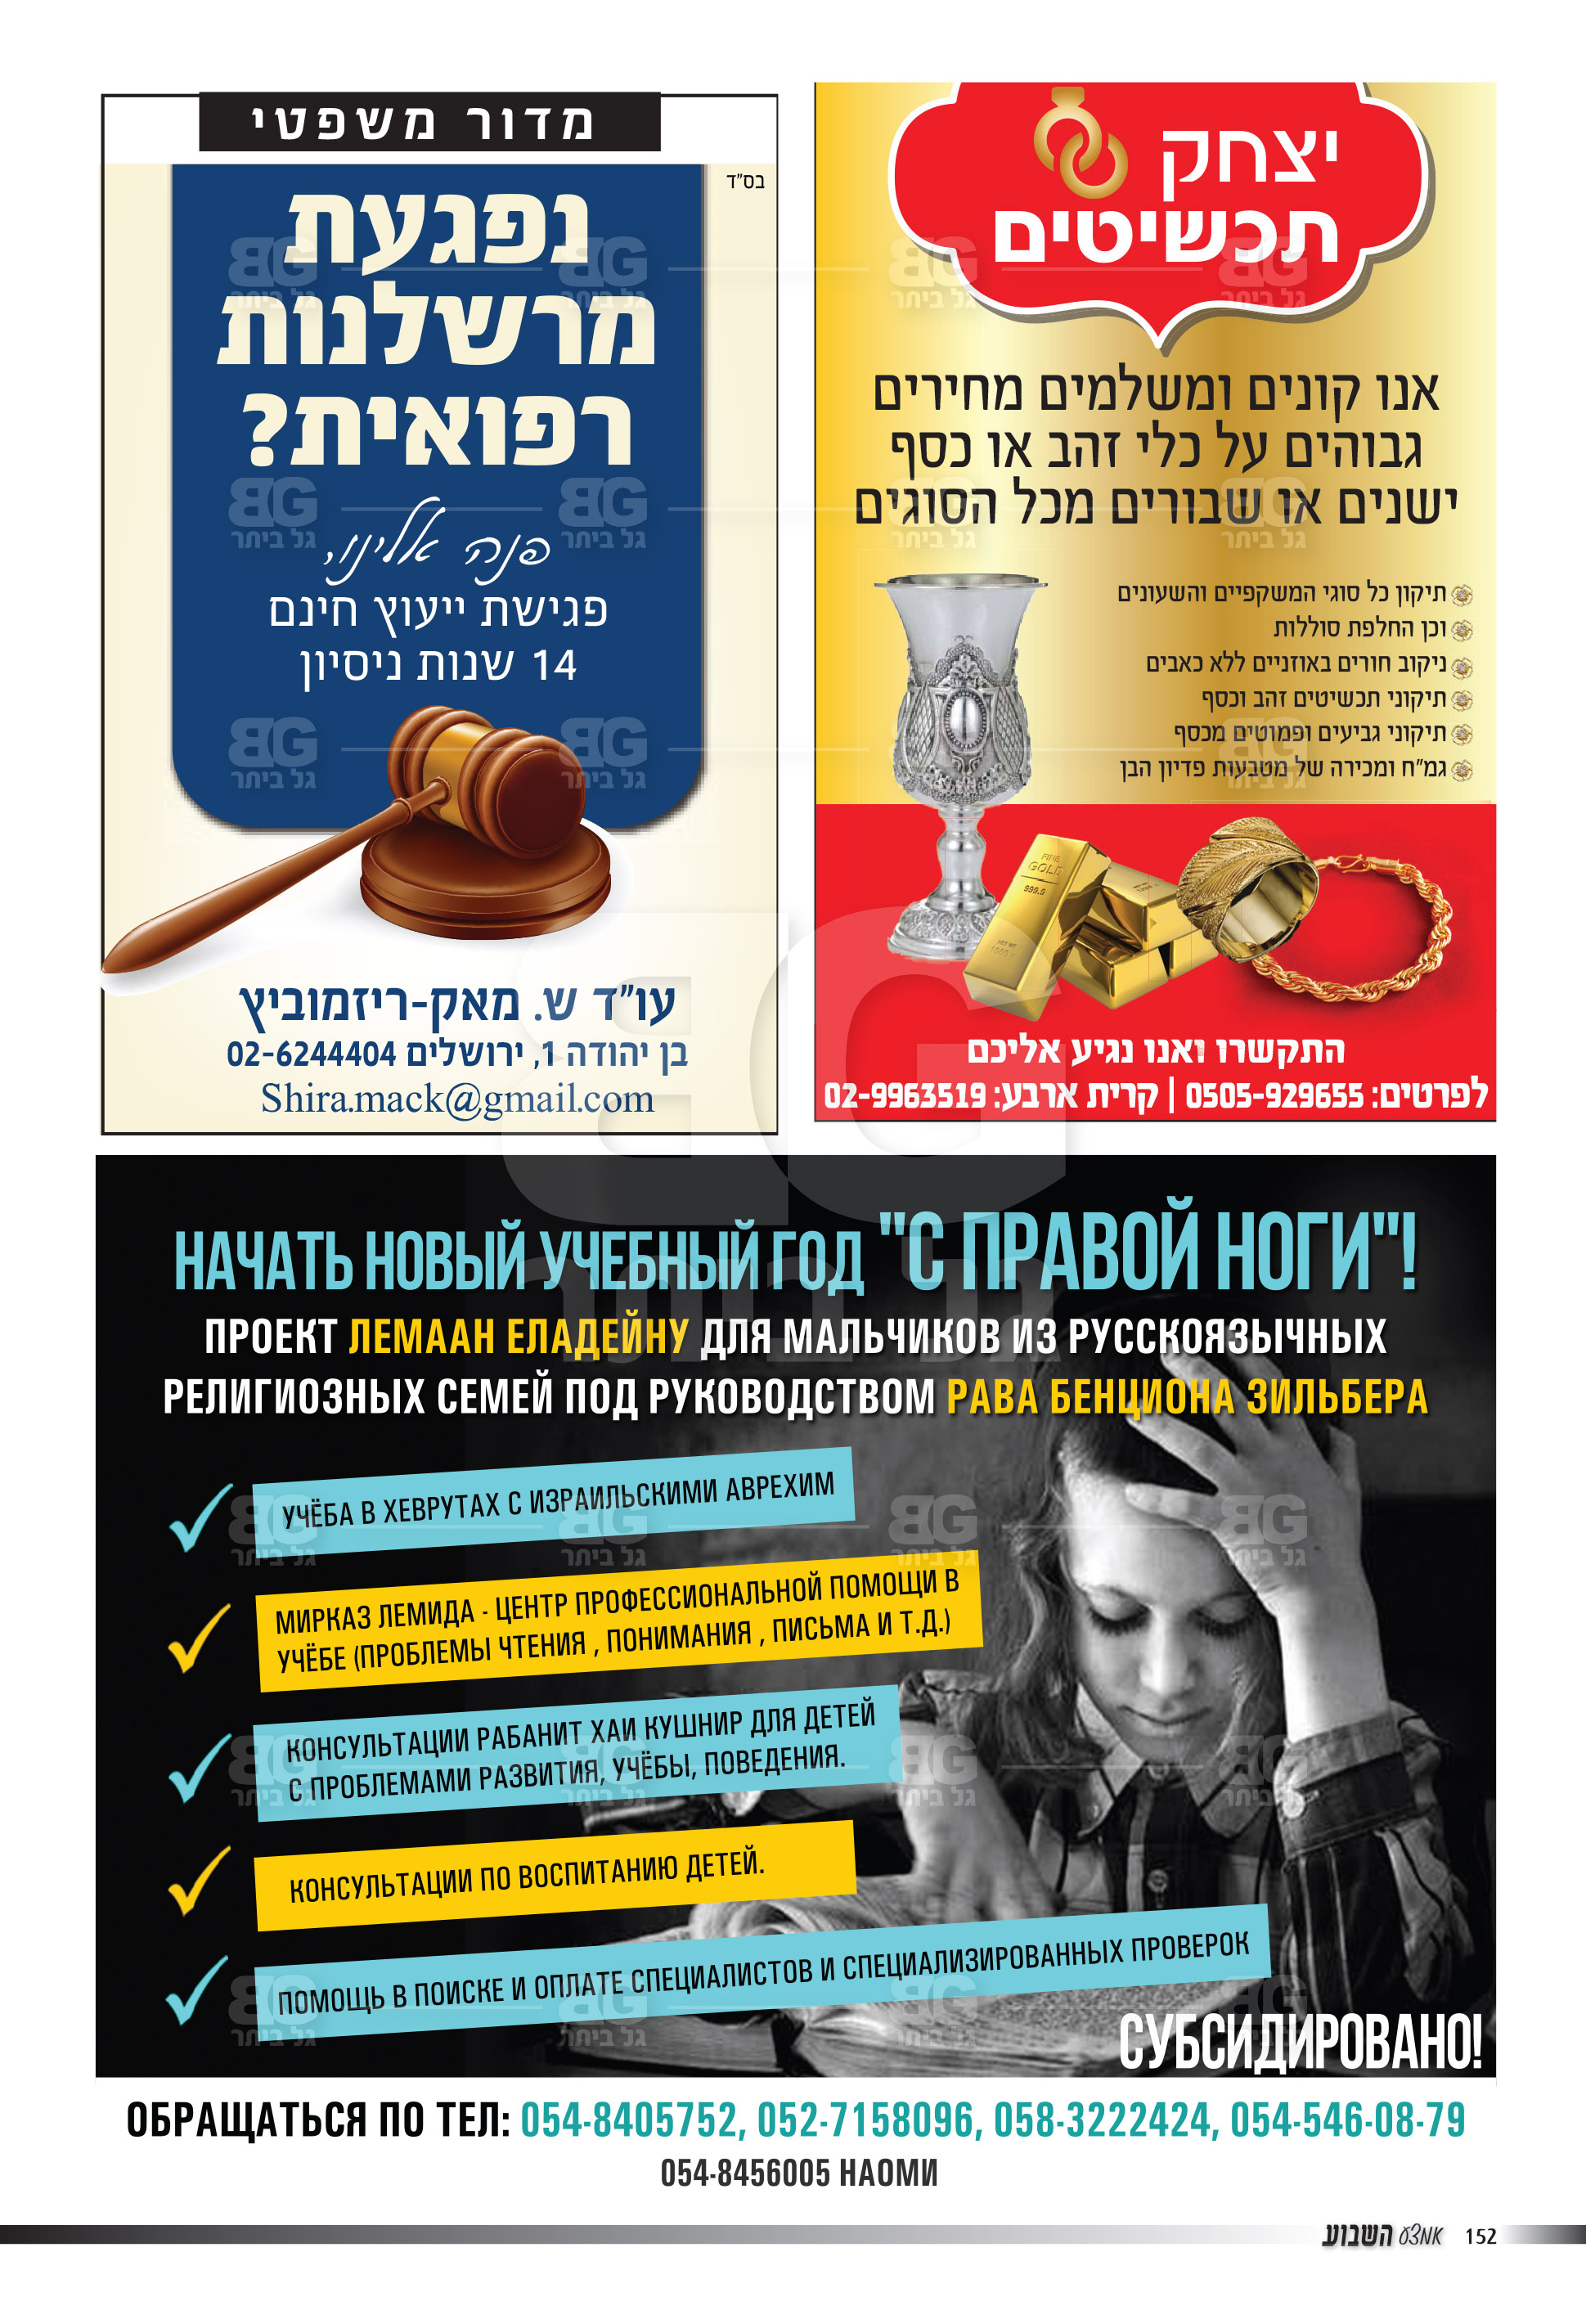 יצחק
תכשיטים
אנו קונים ומשלמים מחירים
גבוהים על כלי זהב או כסף
ישנים או שבורים מכל הסוגים
תיקון כל סוגי המשקפיים והשעונים
וכן החלפת סוללות
ניקוב חורים באוזניים ללא כאבים
תיקוני תכשיטים זהב וכסף
תיקוני גביעים ופמוטים מכסף
גמ"ח ומכירה של מטבעות פדיון הבן
FINE
GOLD
999.9
התקשרו ואנו נגיע אליכם
לפרטים: 0505-929655 | קרית ארבע: 02-9963519
מדור משפטי
בס"ד
נפגעת
מרשלנות
רפואית?
פנה אלינו,
פגישת ייעוץ חינם
14 שנות ניסיון
עו"ד ש. מאק-ריזמוביץ
בן יהודה 1, ירושלים 02-6244404
Shira.mack@gmail.com
НАЧАТЬ НОВЫЙ УЧЕБНЫЙ ГОД "С ПРАВОЙ НОГИ"!
ПРОЕКТ ЛЕМААН ЕЛАДЕЙНУ ДЛЯ МАЛЬЧИКОВ ИЗ РУССКОЯЗЫЧНЫХ
РЕЛИГИОЗНЫХ СЕМЕЙ ПОД РУКОВОДСТВОМ РАВА БЕНЦИОНА ЗИЛЬБЕРА
УЧЁБА В ХЕВРУТАХ С ИЗРАИЛЬСКИМИ АВРЕХИМ
МИРКАЗ ЛЕМИДА - ЦЕНТР ПРОФЕССИОНАЛЬНОЙ ПОМОЩИ В
УЧЁБЕ (ПРОБЛЕМЫ ЧТЕНИЯ , ПОНИМАНИЯ , ПИСЬМА И Т.Д.)
КОНСУЛЬТАЦИИ РАБАНИТ ХАИ КУШНИР ДЛЯ ДЕТЕЙ
С ПРОБЛЕМАМИ РАЗВИТИЯ, УЧЁБЫ, ПОВЕДЕНИЯ.
КОНСУЛЬТАЦИИ ПО ВОСПИТАНИЮ ДЕТЕЙ.
ПОМОЩЬ В ПОИСКЕ И ОПЛАТЕ СПЕЦИАЛИСТОВ И СПЕЦИАЛИЗИРОВАННЫХ ПРОВЕРОК
СУБСИДИРОВАНО!
ОБРАЩАТЬСЯ ПО ТЕЛ: 054-8405752, 052-7158096, 058-3222424, 054-546-08-79
054-8456005 НАОМИ
152 אמצע השבוע
BG
גל ביתר